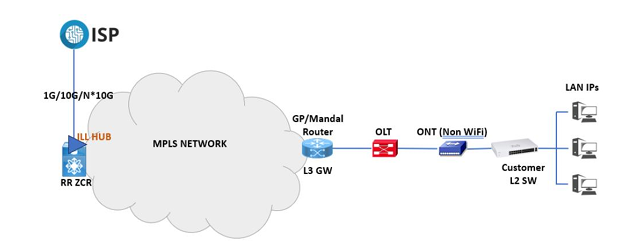 ISP
1G/10G/N*10G
ILL HUB
RR ZCR
MPLS NETWORK
GP/Mandal
Router
L3 GW
OLT
ONT (Non WiFi)
Customer
L2 SW
LAN IPs